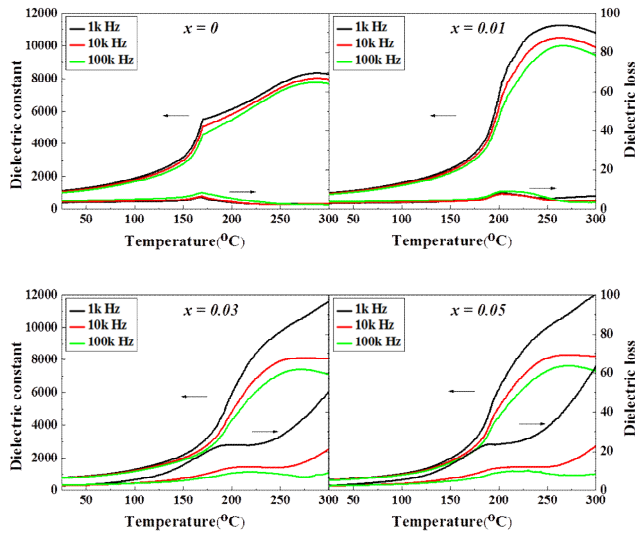 12000
10000
8000
6000
4000
2000
0
Dielectric constant
1k Hz
10k Hz
100k Hz
x = 0
50 100 150 200 250 300
Temperature(°C)
1k Hz
10k Hz
100k Hz
x = 0.01
100
80
60
40
20
0
Dielectric loss
50 100 150 200 250 300
Temperature(°C)
12000
10000
8000
6000
4000
2000
0
Dielectric constant
1k Hz
10k Hz
100k Hz
x = 0.03
50 100 150 200 250 300
Temperature(°C)
1k Hz
10k Hz
100k Hz
x = 0.05
100
80
60
40
20
0
Dielectric loss
50 100 150 200 250 300
Temperature(°C)